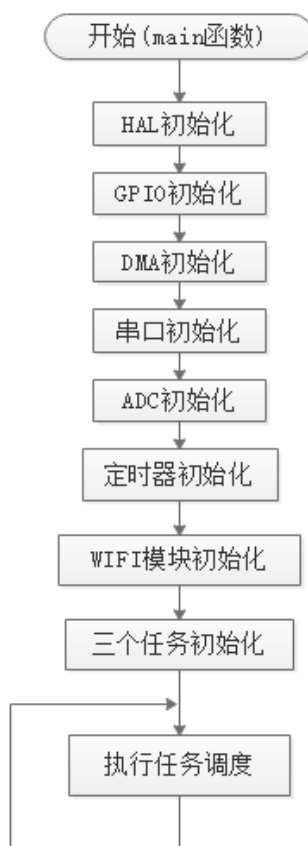 开始(main函数)
HAL初始化
GPIO初始化
DMA初始化
串口初始化
ADC初始化
定时器初始化
WIFI模块初始化
三个任务初始化
执行任务调度